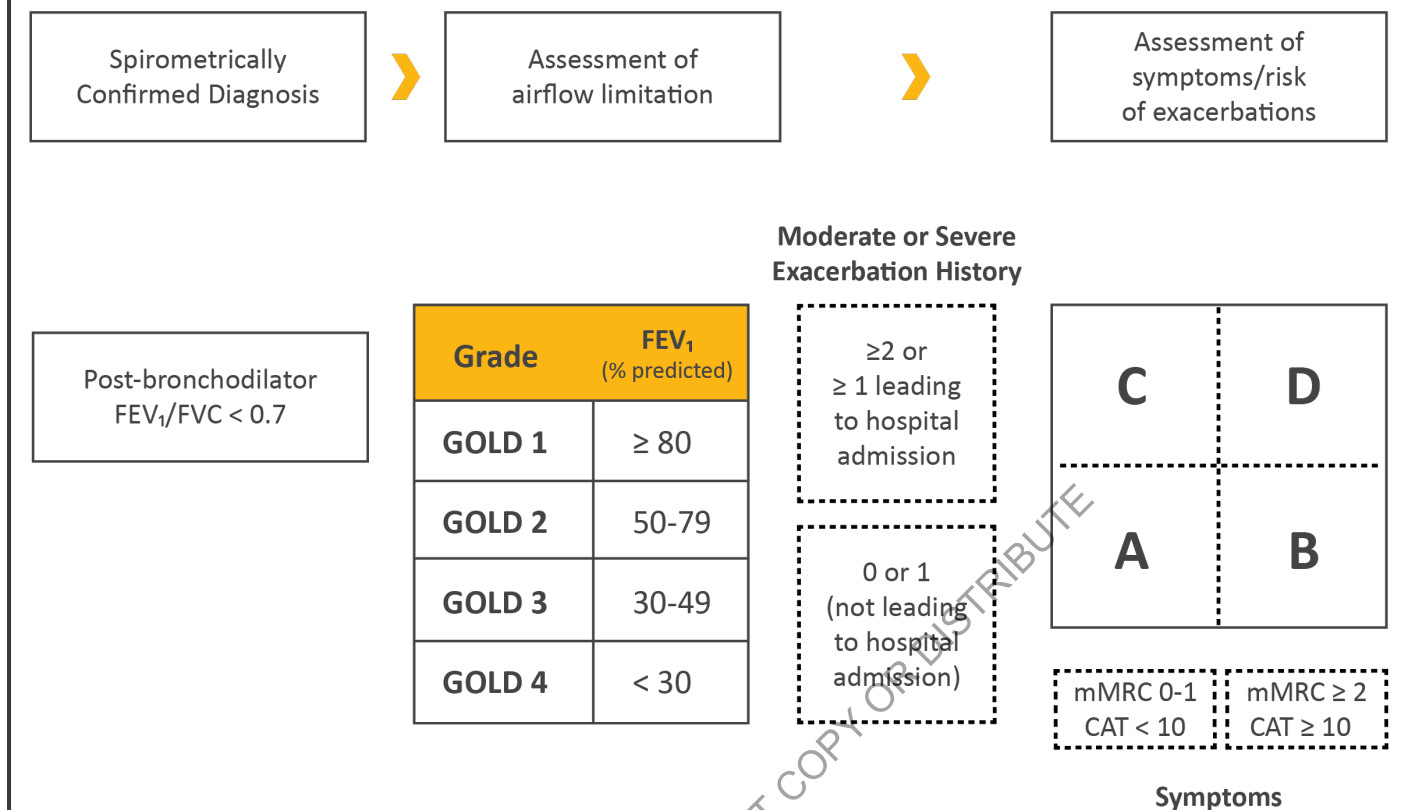 Spirometrically
Confirmed Diagnosis
Assessment of
airflow limitation
Assessment of
symptoms/risk
of exacerbations
Post-bronchodilator
FEV₁/FVC < 0.7
Grade
FEV₁
(% predicted)
GOLD 1
≥ 80
GOLD 2
50-79
GOLD 3
30-49
GOLD 4
< 30
Moderate or Severe
Exacerbation History
≥2 or
≥ 1 leading
to hospital
admission
0 or 1
(not leading
to hospital
admission)
C
D
A
B
mMRC 0-1
CAT < 10
mMRC ≥ 2
CAT ≥ 10
Symptoms
COPY OR DISTRIBUTE